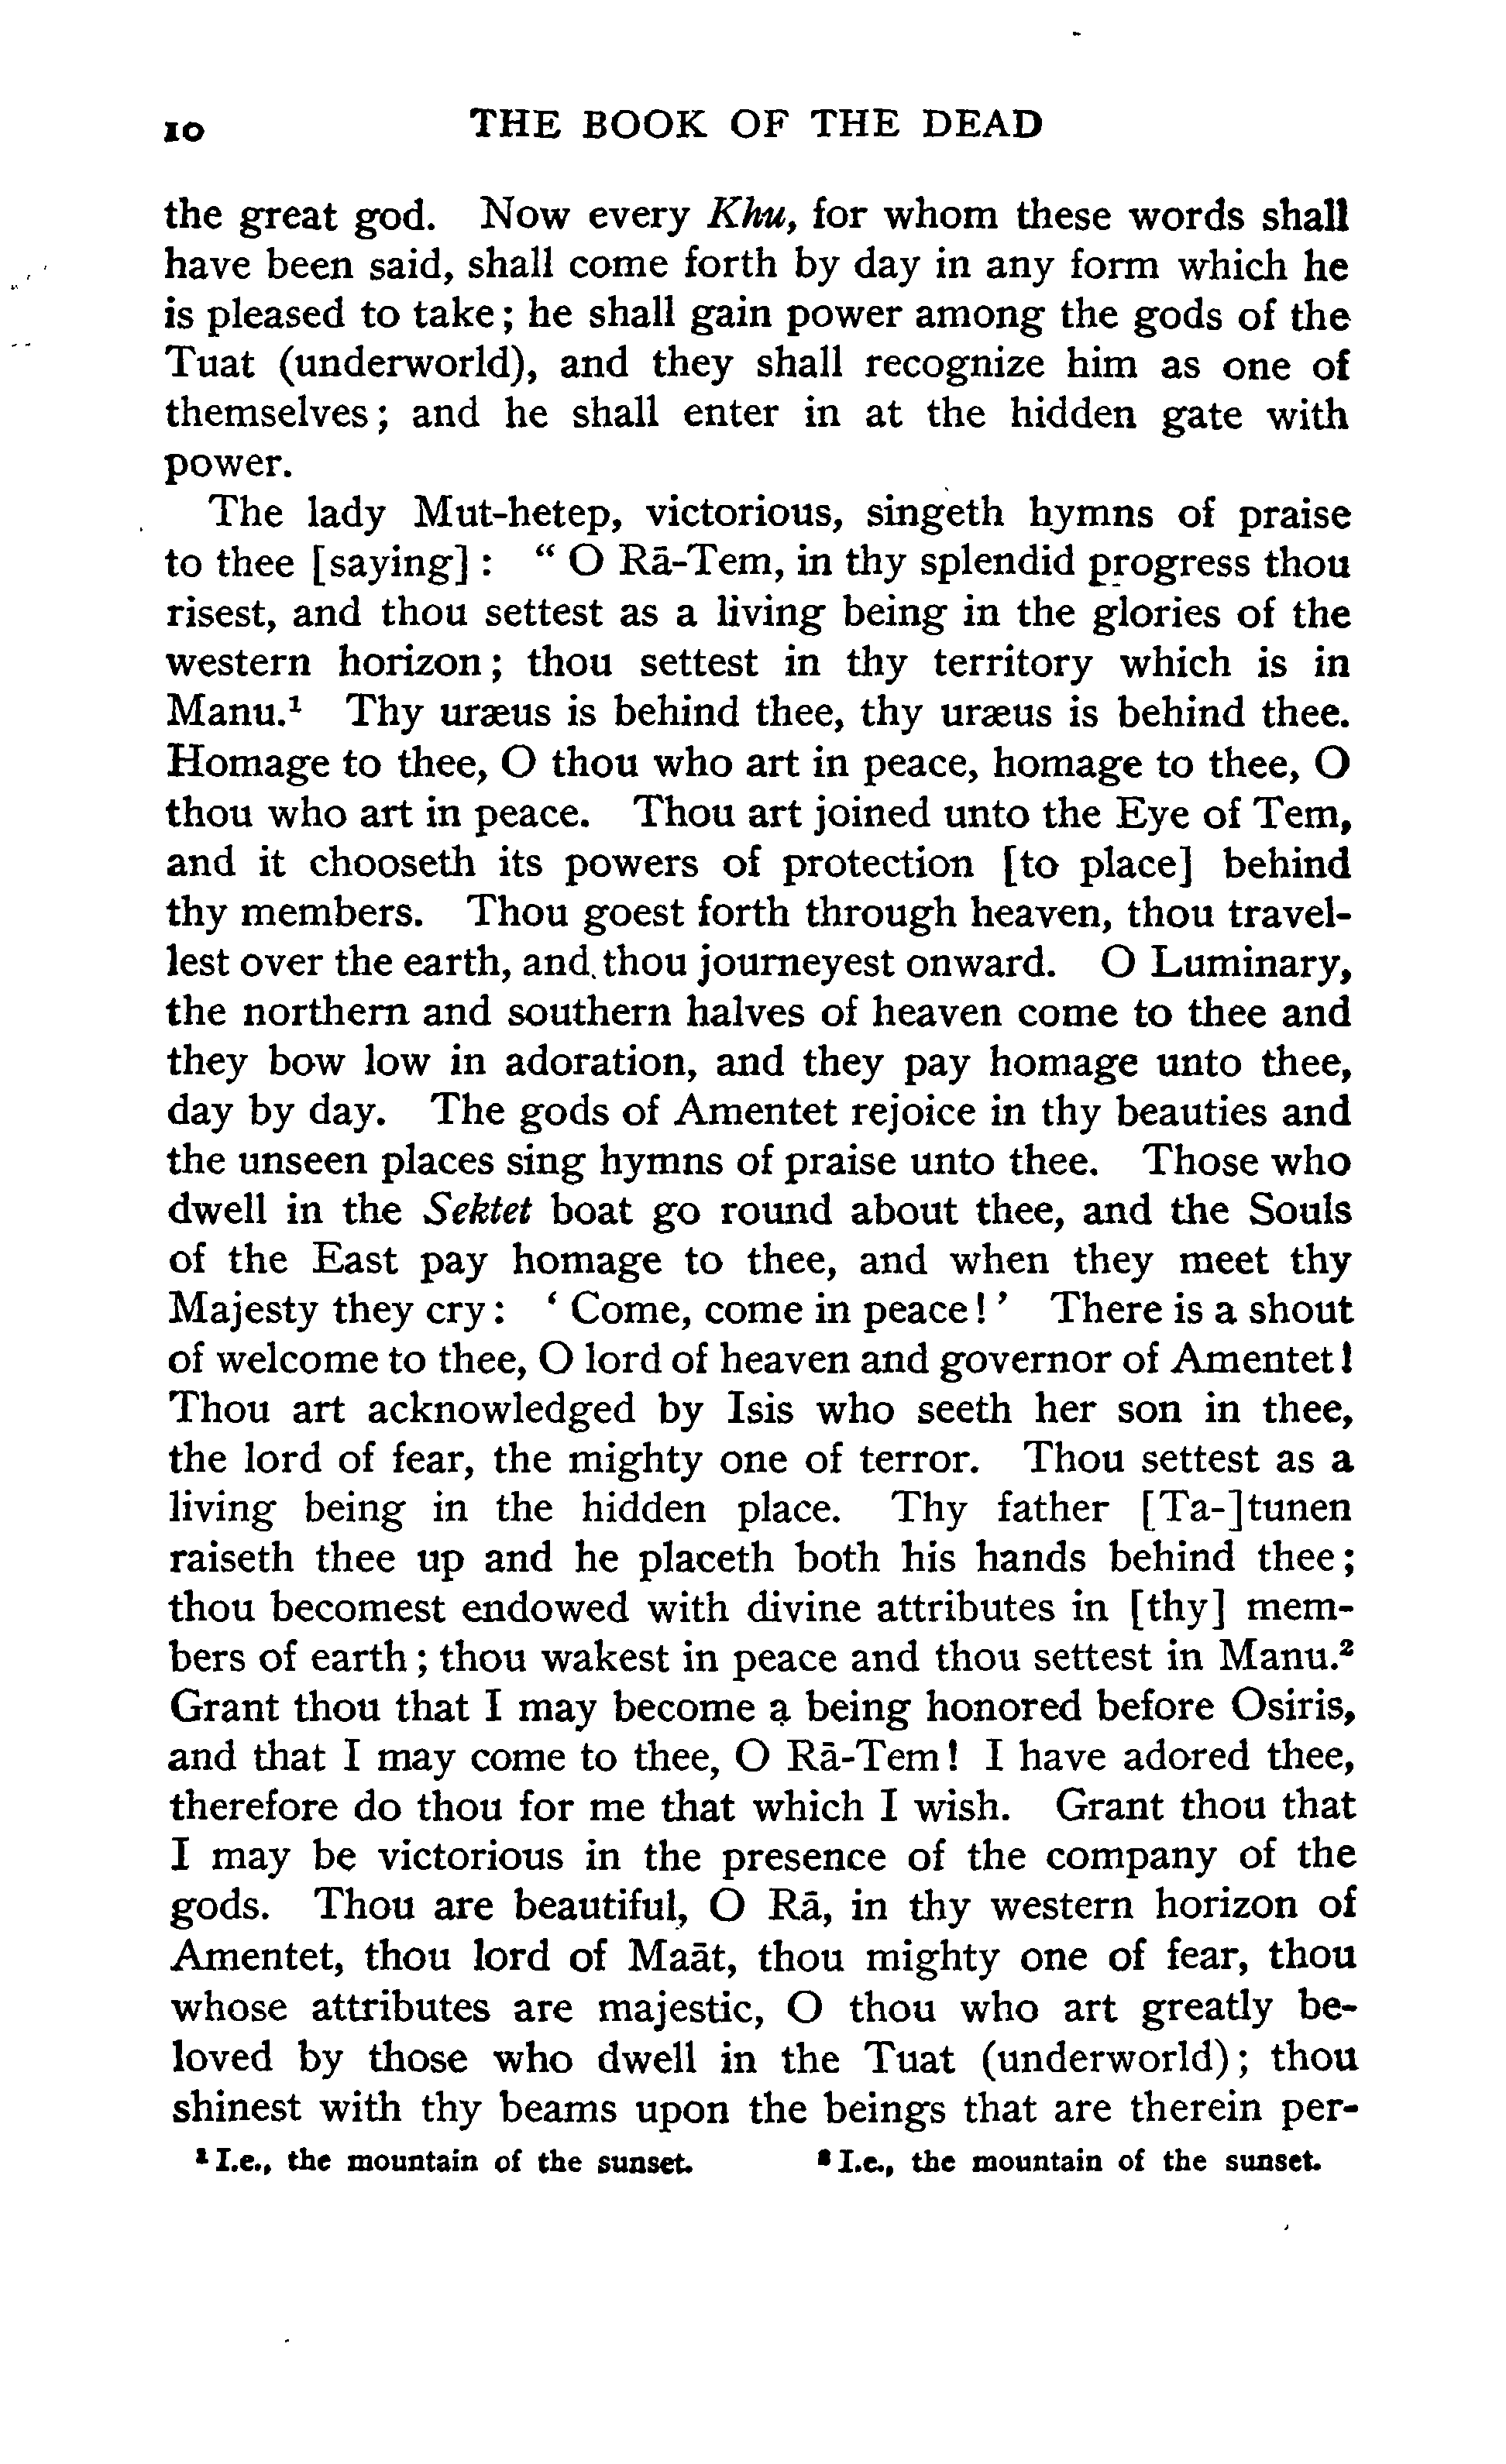 10 THE BOOK OF THE DEAD
the great god. Now every Khu, for whom these words shall
have been said, shall come forth by day in any form which he
is pleased to take; he shall gain power among the gods of the
Tuat (underworld), and they shall recognize him as one of
themselves; and he shall enter in at the hidden gate with
power.
The lady Mut-hetep, victorious, singeth hymns of praise
to thee [saying]: “ O Rā-Tem, in thy splendid progress thou
risest, and thou settest as a living being in the glories of the
western horizon; thou settest in thy territory which is in
Manu.¹ Thy uræus is behind thee, thy uræus is behind thee.
Homage to thee, O thou who art in peace, homage to thee, O
thou who art in peace. Thou art joined unto the Eye of Tem,
and it chooseth its powers of protection [to place] behind
thy members. Thou goest forth through heaven, thou travel-
lest over the earth, and thou journeyest onward. O Luminary,
the northern and southern halves of heaven come to thee and
they bow low in adoration, and they pay homage unto thee,
day by day. The gods of Amentet rejoice in thy beauties and
the unseen places sing hymns of praise unto thee. Those who
dwell in the Sektet boat go round about thee, and the Souls
of the East pay homage to thee, and when they meet thy
Majesty they cry: ‘ Come, come in peace! ’ There is a shout
of welcome to thee, O lord of heaven and governor of Amentet!
Thou art acknowledged by Isis who seeth her son in thee,
the lord of fear, the mighty one of terror. Thou settest as a
living being in the hidden place. Thy father [Ta-]tunen
raiseth thee up and he placeth both his hands behind thee;
thou becomest endowed with divine attributes in [thy] mem-
bers of earth; thou wakest in peace and thou settest in Manu.²
Grant thou that I may become a being honored before Osiris,
and that I may come to thee, O Rā-Tem! I have adored thee,
therefore do thou for me that which I wish. Grant thou that
I may be victorious in the presence of the company of the
gods. Thou are beautiful, O Rā, in thy western horizon of
Amentet, thou lord of Maāt, thou mighty one of fear, thou
whose attributes are majestic, O thou who art greatly be-
loved by those who dwell in the Tuat (underworld); thou
shinest with thy beams upon the beings that are therein per-
¹ I.e., the mountain of the sunset. ² I.e., the mountain of the sunset.